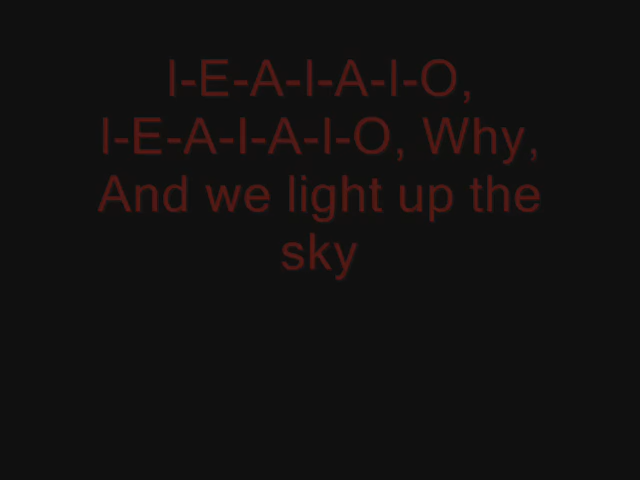 I-E-A-I-A-I-O,
I-E-A-I-A-I-O, Why,
And we light up the
sky